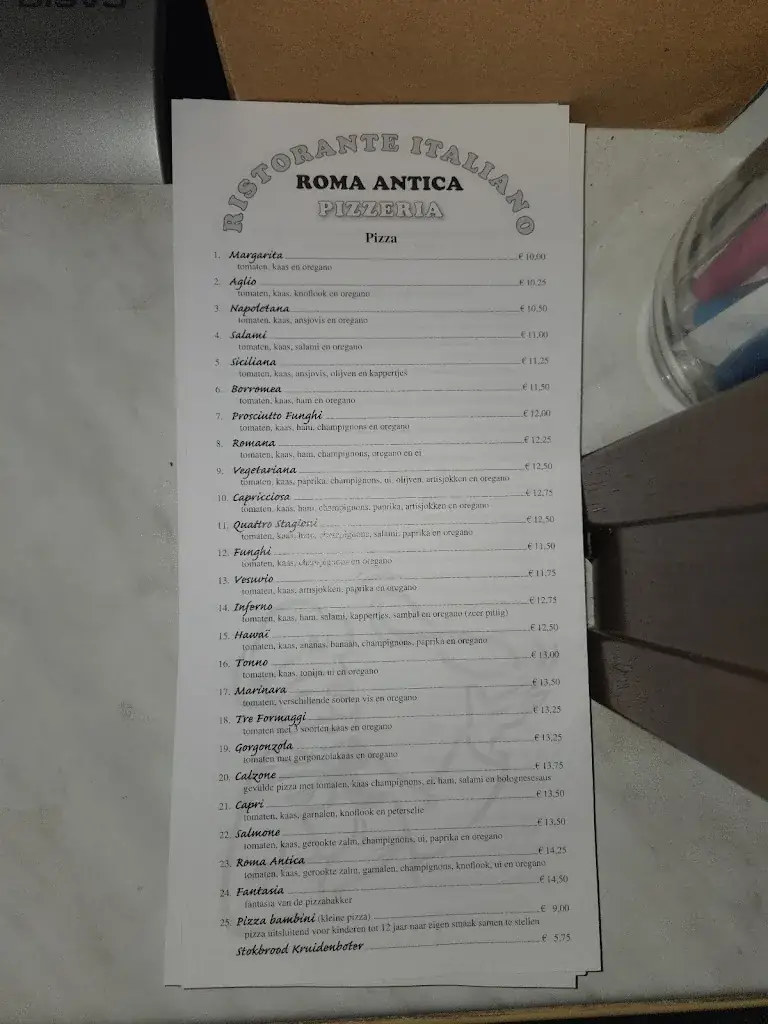 RISTORANTE ITALIANO
ROMA ANTICA
PIZZERIA
Pizza
1. Margarita € 10,00
tomaten, kaas en oregano
2. Aglio € 10,25
tomaten, kaas, knoflook en oregano
3. Napoletana € 10,50
tomaten, kaas, ansjovis en oregano
4. Salami € 11,00
tomaten, kaas, salami en oregano
5. Siciliana € 11,25
tomaten, kaas, ansjovis, olijven en kappertjes
6. Borromea € 11,50
tomaten, kaas, ham en oregano
7. Prosciutto Funghi € 12,00
tomaten, kaas, ham, champignons en oregano
8. Romana € 12,25
tomaten, kaas, ham, champignons, oregano en ei
9. Vegetariana € 12,50
tomaten, kaas, paprika, champignons, ui, olijven, artisjokken en oregano
10. Capricciosa € 12,75
tomaten, kaas, ham, champignons, paprika, artisjokken en oregano
11. Quattro Stagioni € 12,50
tomaten, kaas, ham, champignons, salami, paprika en oregano
12. Funghi € 11,50
tomaten, kaas, champignons en oregano
13. Vesuvio € 11,75
tomaten, kaas, artisjokken, paprika en oregano
14. Inferno € 12,75
tomaten, kaas, ham, salami, kappertjes, sambal en oregano (zeer pittig)
15. Hawaï € 12,50
tomaten, kaas, ananas, banaan, champignons, paprika en oregano
16. Tonno € 13,00
tomaten, kaas, tonijn, ui en oregano
17. Marinara € 13,50
tomaten, verschillende soorten vis en oregano
18. Tre Formaggi € 13,25
tomaten met 3 soorten kaas en oregano
19. Gorgonzola € 13,25
tomaten met gorgonzolakaas en oregano
20. Calzone € 13,75
gevulde pizza met tomaten, kaas champignons, ei, ham, salami en bolognesesaus
21. Capri € 13,50
tomaten, kaas, garnalen, knoflook en peterselie
22. Salmone € 13,50
tomaten, kaas, gerookte zalm, champignons, ui, paprika en oregano
23. Roma Antica € 14,25
tomaten, kaas, gerookte zalm, garnalen, champignons, knoflook, ui en oregano
24. Fantasia € 14,50
fantasia van de pizzabakker
25. Pizza bambini (kleine pizza) € 9,00
pizza uitsluitend voor kinderen tot 12 jaar naar eigen smaak samen te stellen
Stokbrood Kruidenboter € 5,75